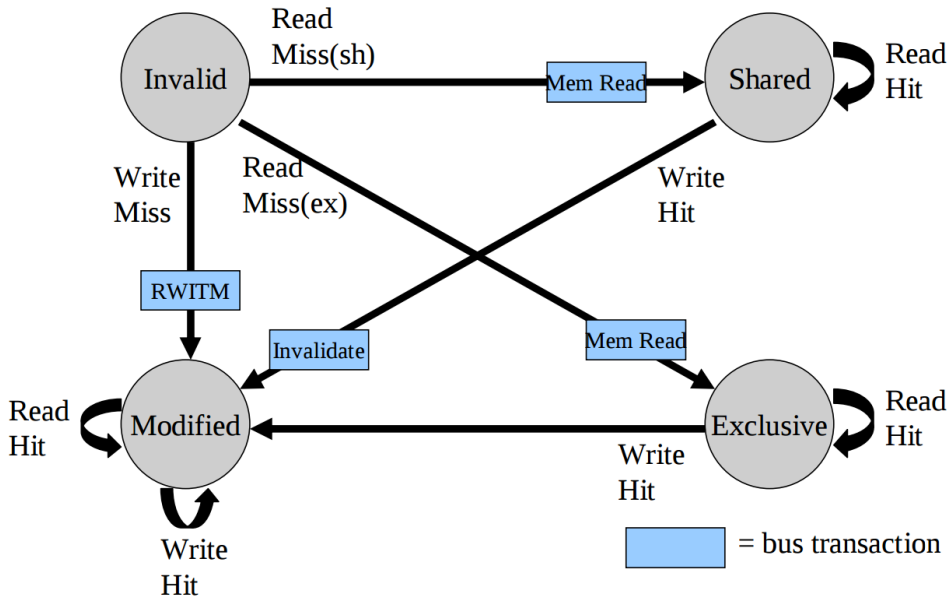 Read
Miss(sh)
Invalid
Mem Read
Shared
Read
Hit
Write
Miss
Read
Miss(ex)
Write
Hit
RWITM
Invalidate
Mem Read
Read
Hit
Modified
Exclusive
Read
Hit
Write
Hit
Write
Hit
= bus transaction